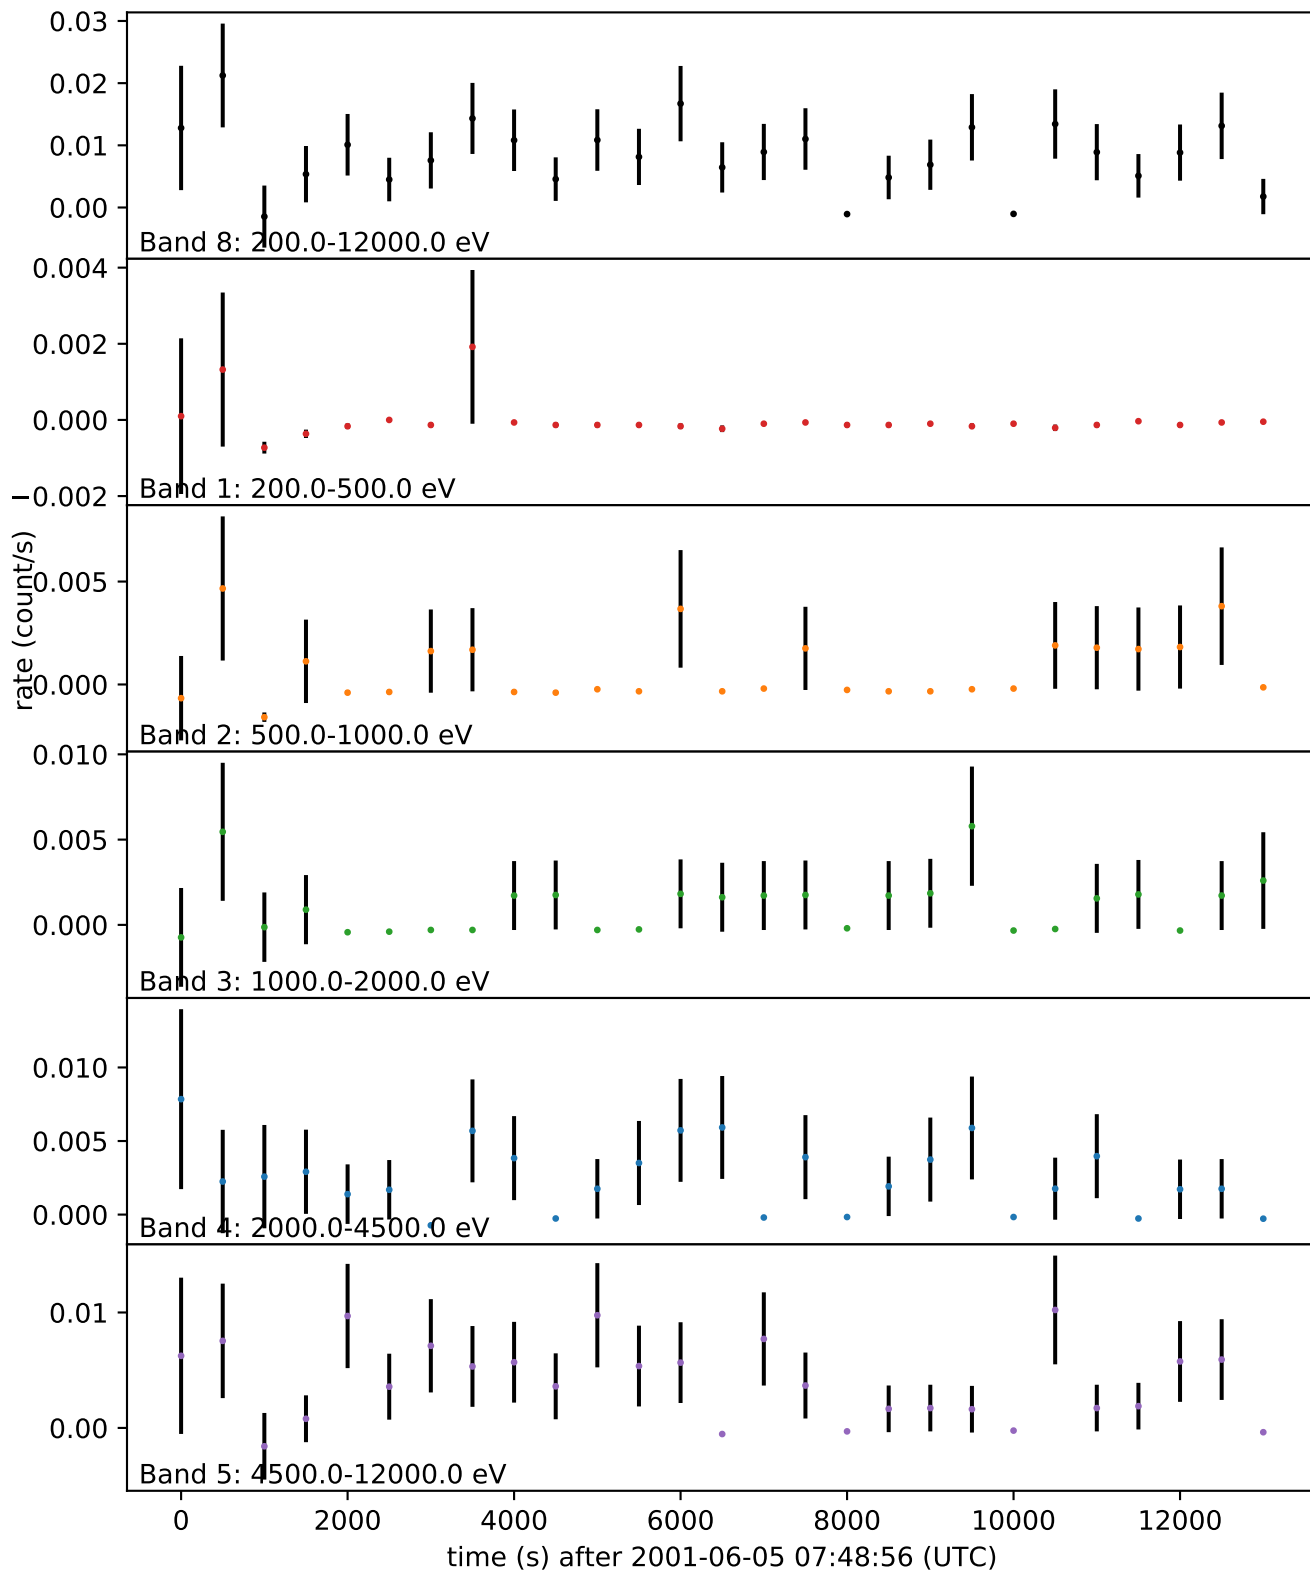 0.03
0.02
0.01
0.00
Band 8: 200.0-12000.0 eV
0.004
0.002
0.000
−0.002
Band 1: 200.0-500.0 eV
rate (count/s)
0.005
0.000
Band 2: 500.0-1000.0 eV
0.010
0.005
0.000
Band 3: 1000.0-2000.0 eV
0.010
0.005
0.000
Band 4: 2000.0-4500.0 eV
0.01
0.00
Band 5: 4500.0-12000.0 eV
0 2000 4000 6000 8000 10000 12000
time (s) after 2001-06-05 07:48:56 (UTC)